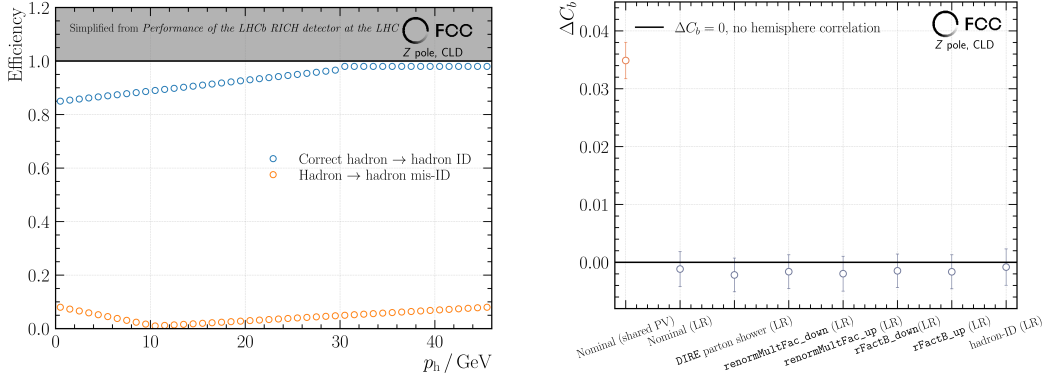 Simplified from Performance of the LHCb RICH detector at the LHC
FCC
Z pole, CLD
Efficiency
1.2
1.0
0.8
0.6
0.4
0.2
0.0
Correct hadron → hadron ID
Hadron → hadron mis-ID
0
10
20
30
40
p_h / GeV
ΔC_b
ΔC_b = 0, no hemisphere correlation
FCC
Z pole, CLD
0.04
0.03
0.02
0.01
0.00
Nominal (shared PV)
Nominal (LR)
DIRE parton shower (LR)
renormMultFac_down (LR)
renormMultFac_up (LR)
rFactB_down(LR)
rFactB_up (LR)
hadron-ID (LR)